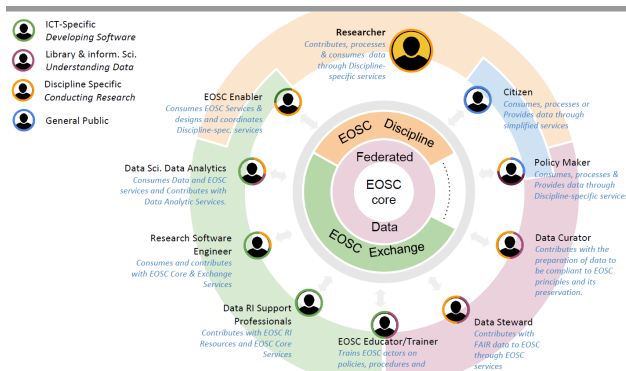 ICT-Specific
Developing Software
Library & inform. Sci.
Understanding Data
Discipline Specific
Conducting Research
General Public
Researcher
Contributes, processes
& consumes data
through Discipline-
specific services
EOSC Enabler
Consumes EOSC Services &
designs and coordinates
Discipline-spec. services
Citizen
Consumes, processes or
Provides data through
simplified services
Data Sci. Data Analytics
Consumes Data and EOSC
services and Contributes with
Data Analytic Services.
Policy Maker
Consumes, processes &
Provides data through
Discipline-specific services
Research Software
Engineer
Consumes and contributes
with EOSC Core & Exchange
Services
Data Curator
Contributes with the
preparation of data to
be compliant to EOSC
principles and its
preservation.
Data RI Support
Professionals
Contributes with EOSC RI
Resources and EOSC Core
Services
EOSC Educator/Trainer
Trains EOSC actors on
policies, procedures and
Data Steward
Contributes with
FAIR data to EOSC
through EOSC
services
EOSC Discipline
Federated
EOSC
core
Data
EOSC Exchange